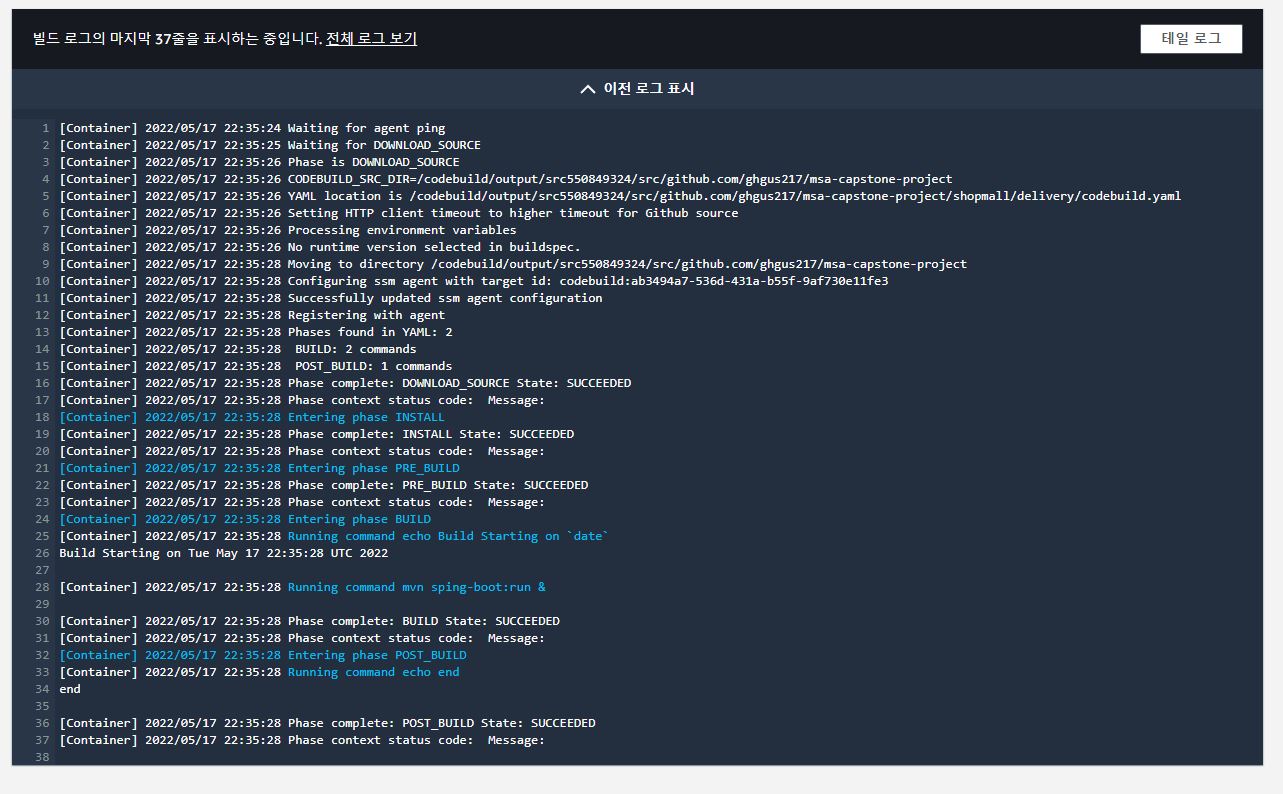 빌드 로그의 마지막 37줄을 표시하는 중입니다. 전체 로그 보기
테일 로그
이전 로그 표시
1 [Container] 2022/05/17 22:35:24 Waiting for agent ping
2 [Container] 2022/05/17 22:35:25 Waiting for DOWNLOAD_SOURCE
3 [Container] 2022/05/17 22:35:26 Phase is DOWNLOAD_SOURCE
4 [Container] 2022/05/17 22:35:26 CODEBUILD_SRC_DIR=/codebuild/output/src550849324/src/github.com/ghgus217/msa-capstone-project
5 [Container] 2022/05/17 22:35:26 YAML location is /codebuild/output/src550849324/src/github.com/ghgus217/msa-capstone-project/shopmall/delivery/codebuild.yaml
6 [Container] 2022/05/17 22:35:26 Setting HTTP client timeout to higher timeout for Github source
7 [Container] 2022/05/17 22:35:26 Processing environment variables
8 [Container] 2022/05/17 22:35:26 No runtime version selected in buildspec.
9 [Container] 2022/05/17 22:35:28 Moving to directory /codebuild/output/src550849324/src/github.com/ghgus217/msa-capstone-project
10 [Container] 2022/05/17 22:35:28 Configuring ssm agent with target id: codebuild:ab3494a7-536d-431a-b55f-9af730e11fe3
11 [Container] 2022/05/17 22:35:28 Successfully updated ssm agent configuration
12 [Container] 2022/05/17 22:35:28 Registering with agent
13 [Container] 2022/05/17 22:35:28 Phases found in YAML: 2
14 [Container] 2022/05/17 22:35:28  BUILD: 2 commands
15 [Container] 2022/05/17 22:35:28  POST_BUILD: 1 commands
16 [Container] 2022/05/17 22:35:28 Phase complete: DOWNLOAD_SOURCE State: SUCCEEDED
17 [Container] 2022/05/17 22:35:28 Phase context status code:  Message:
18 [Container] 2022/05/17 22:35:28 Entering phase INSTALL
19 [Container] 2022/05/17 22:35:28 Phase complete: INSTALL State: SUCCEEDED
20 [Container] 2022/05/17 22:35:28 Phase context status code:  Message:
21 [Container] 2022/05/17 22:35:28 Entering phase PRE_BUILD
22 [Container] 2022/05/17 22:35:28 Phase complete: PRE_BUILD State: SUCCEEDED
23 [Container] 2022/05/17 22:35:28 Phase context status code:  Message:
24 [Container] 2022/05/17 22:35:28 Entering phase BUILD
25 [Container] 2022/05/17 22:35:28 Running command echo Build Starting on `date`
26 Build Starting on Tue May 17 22:35:28 UTC 2022
27
28 [Container] 2022/05/17 22:35:28 Running command mvn sping-boot:run &
29
30 [Container] 2022/05/17 22:35:28 Phase complete: BUILD State: SUCCEEDED
31 [Container] 2022/05/17 22:35:28 Phase context status code:  Message:
32 [Container] 2022/05/17 22:35:28 Entering phase POST_BUILD
33 [Container] 2022/05/17 22:35:28 Running command echo end
34 end
35
36 [Container] 2022/05/17 22:35:28 Phase complete: POST_BUILD State: SUCCEEDED
37 [Container] 2022/05/17 22:35:28 Phase context status code:  Message:
38